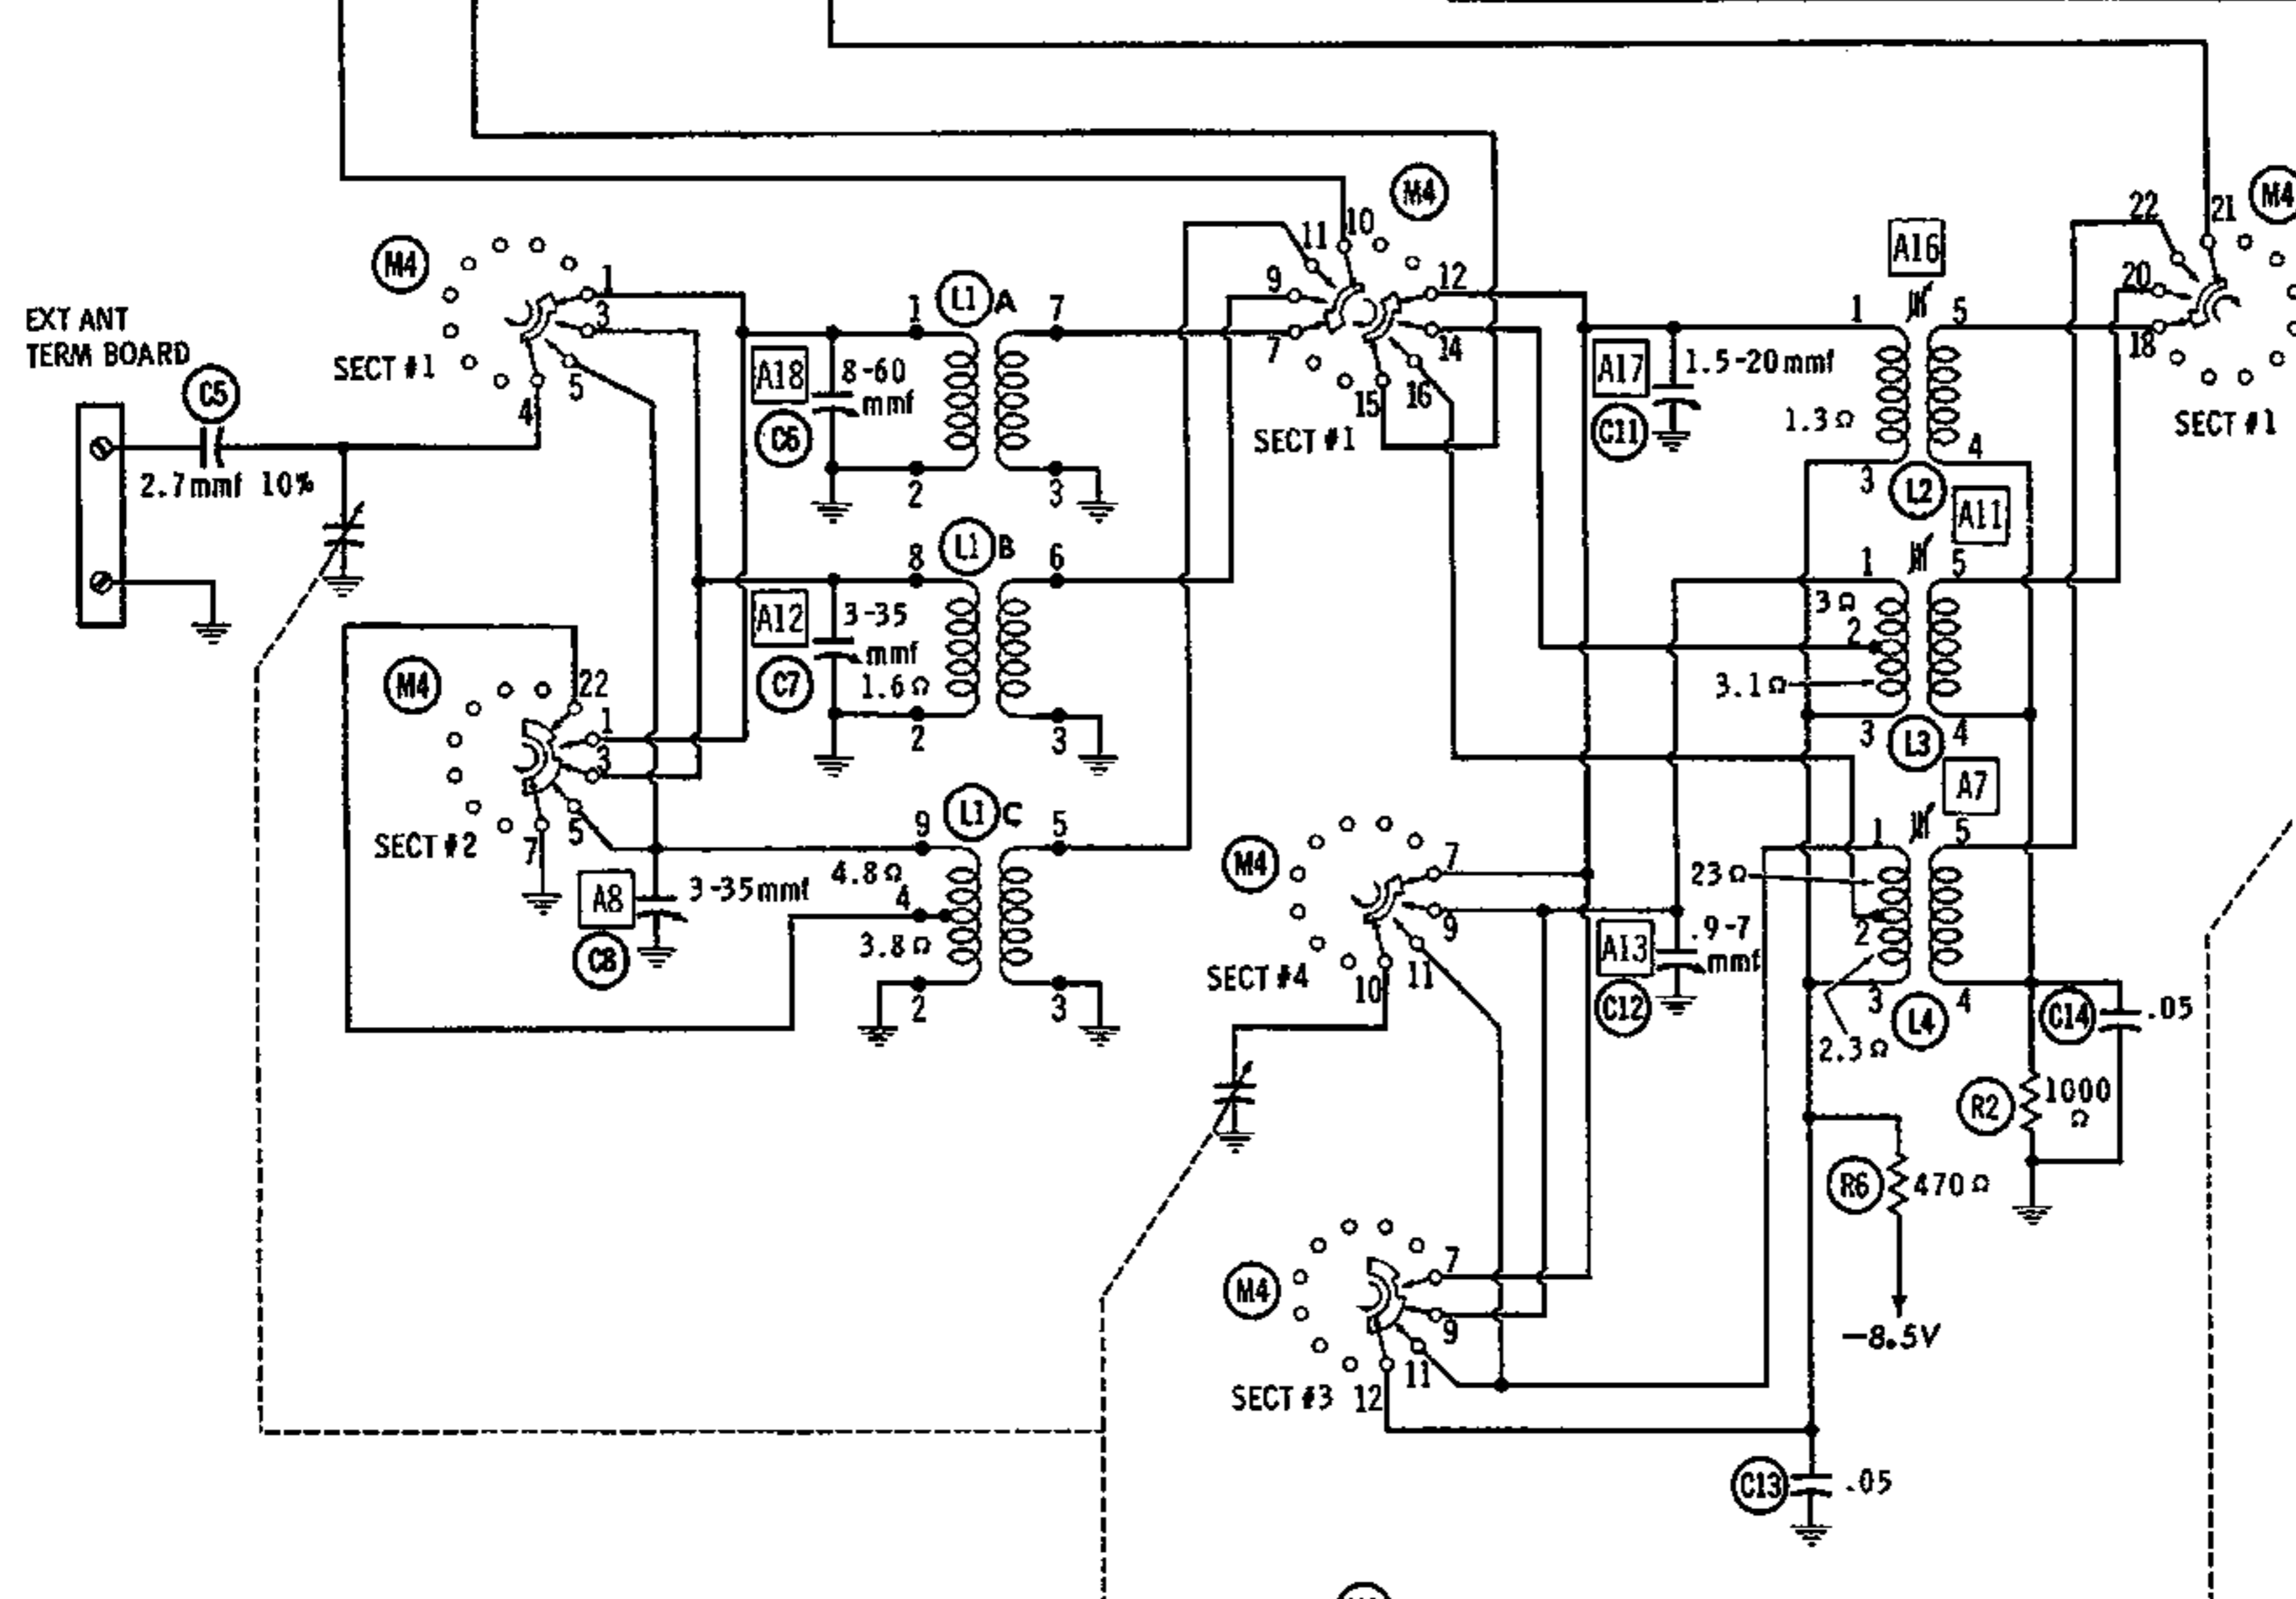 EXT ANT
TERM BOARD
C5
2.7mmf 10%
M4
SECT #1
1
3
5
4
M4
SECT #2
22
1
3
5
7
A18
C6
8-60
mmf
1
L1 A
7
2
3
A12
C7
3-35
mmf
1.6Ω
8
L1 B
6
2
3
A8
C8
3-35mmf
9
L1 C
5
4.8Ω
4
3.8Ω
2
3
M4
11
10
9
7
12
14
16
15
SECT #1
A17
C11
1.5-20mmf
1.3Ω
A16
1
5
3
4
L2
A11
1
5
3Ω
2
3.1Ω
3
4
L3
A7
1
5
23Ω
2
3
4
L4
2.3Ω
M4
22
21
20
18
SECT #1
M4
SECT #4
7
9
11
10
A13
C12
.9-7
mmf
C14
.05
R2
1000
Ω
R6
470Ω
-8.5V
M4
SECT #3
7
9
11
12
C13
.05